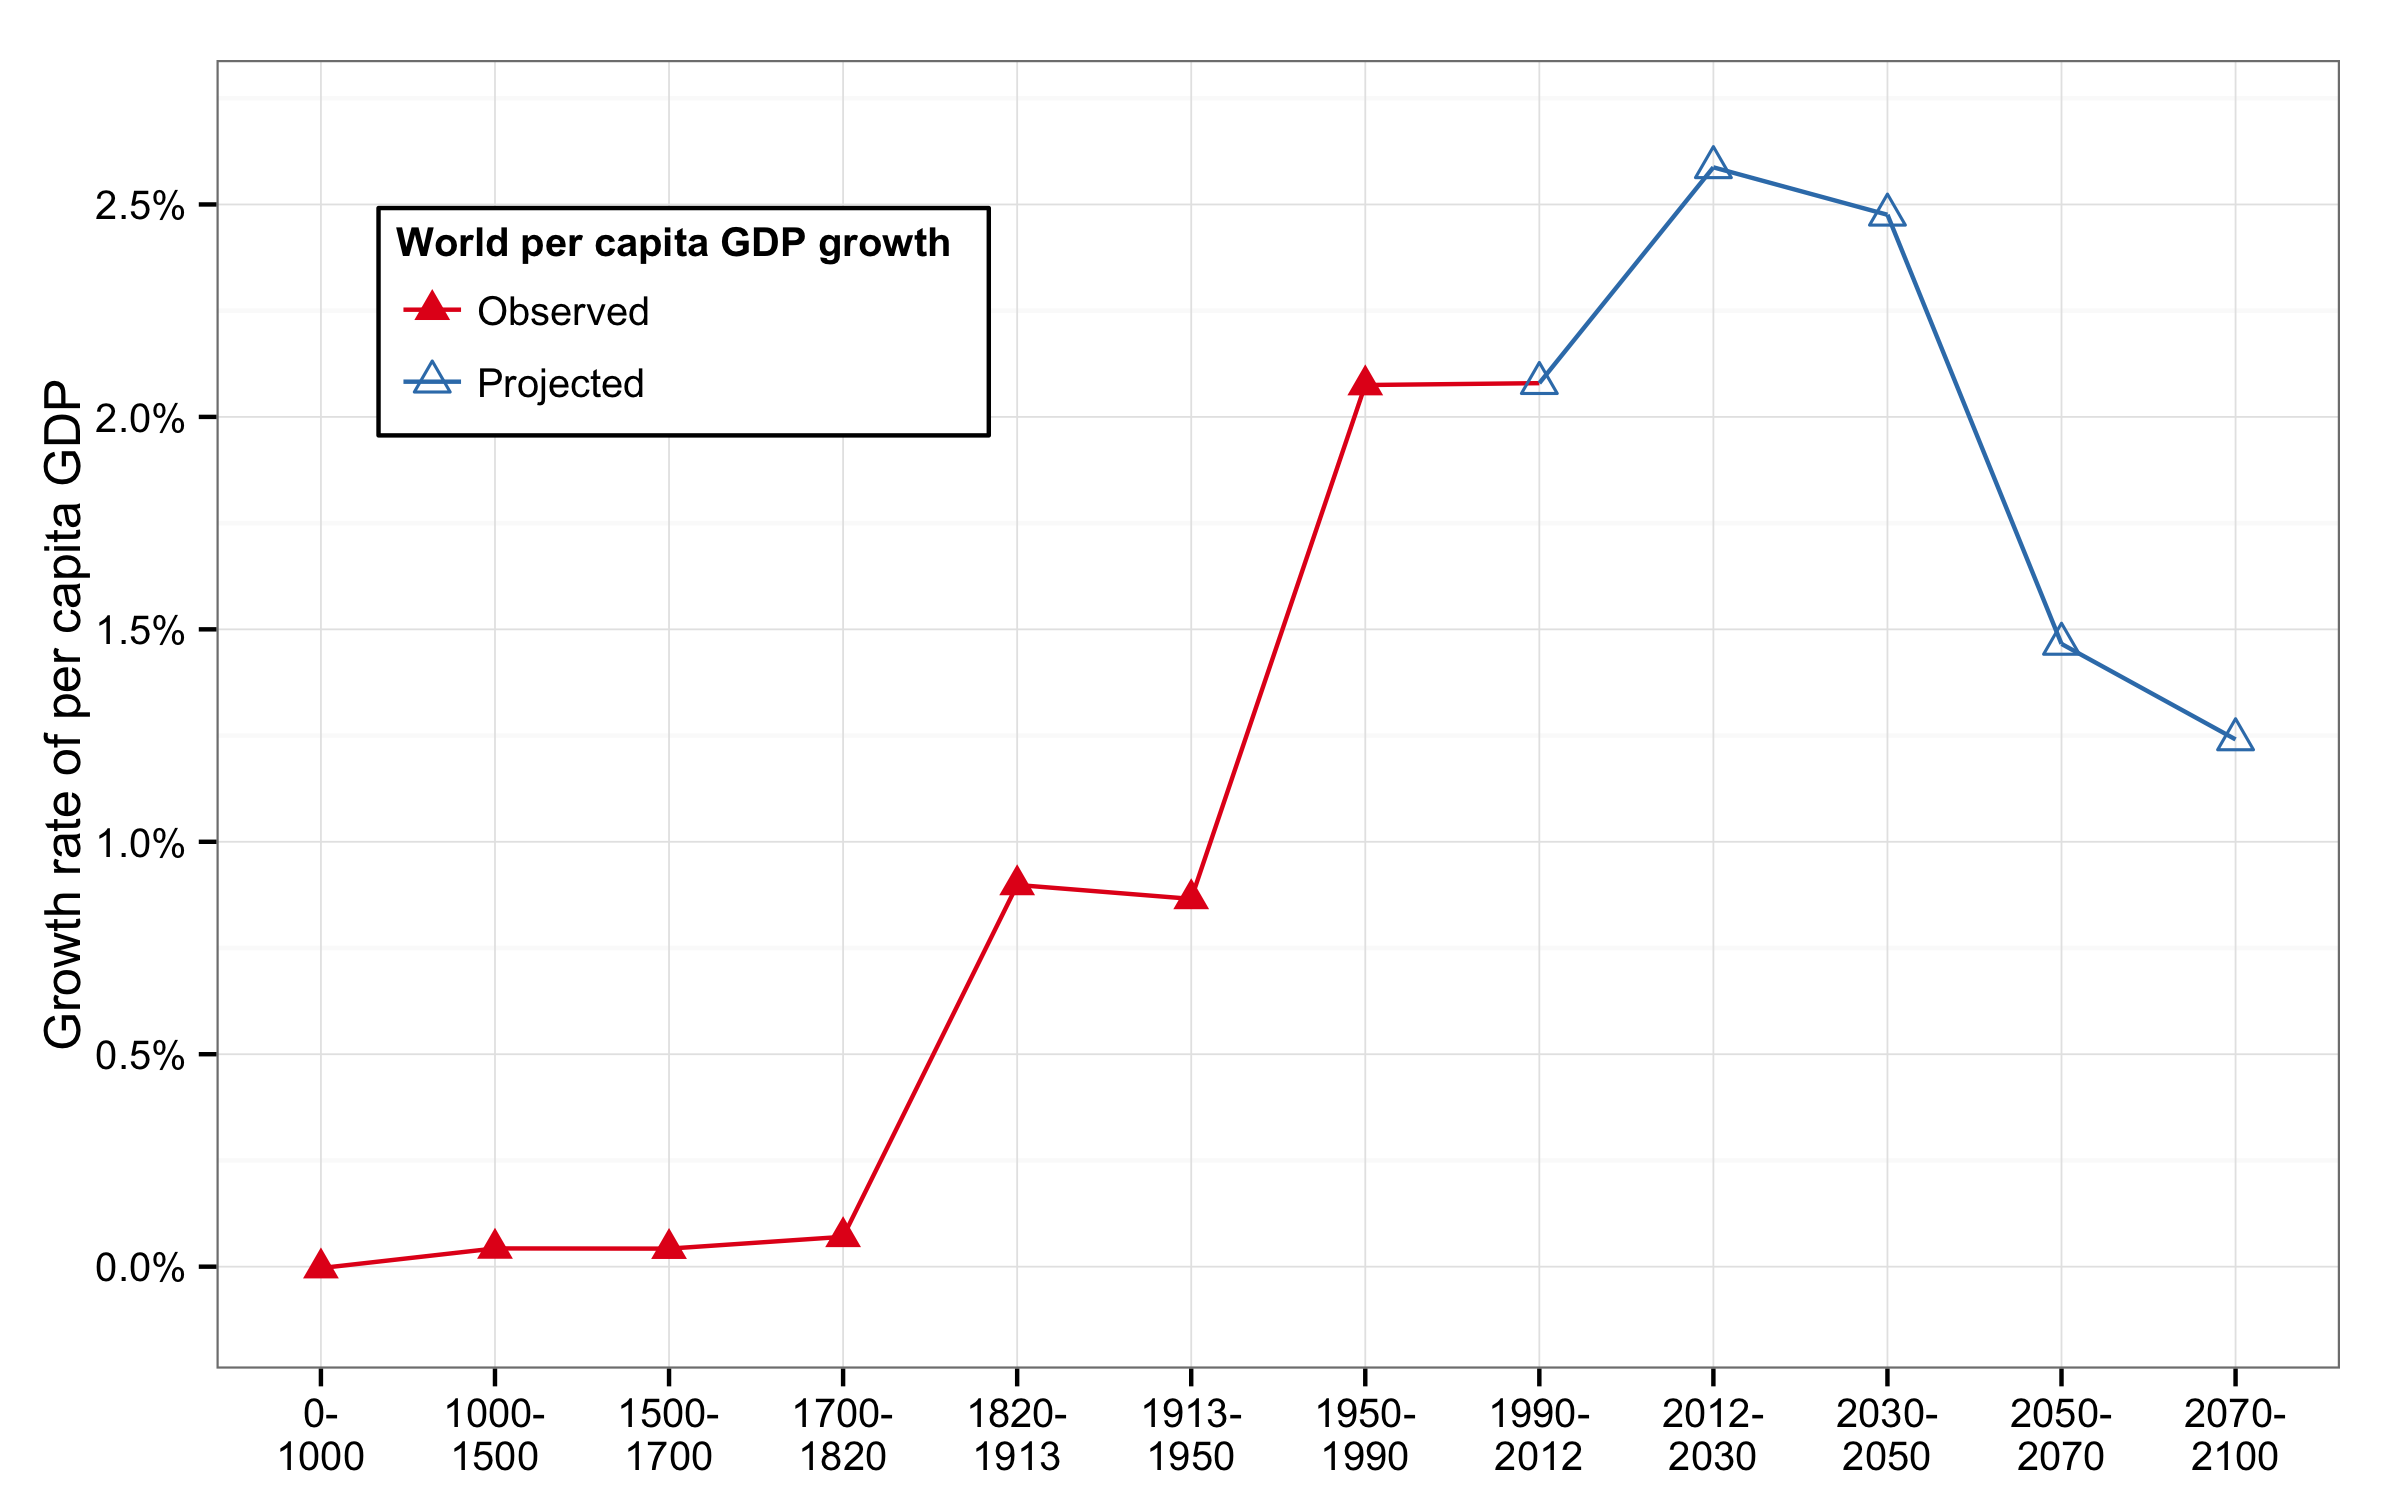 World per capita GDP growth
Observed
Projected
Growth rate of per capita GDP
2.5%
2.0%
1.5%
1.0%
0.5%
0.0%
0- 1000- 1500- 1700- 1820- 1913- 1950- 1990- 2012- 2030- 2050- 2070-
1000 1500 1700 1820 1913 1950 1990 2012 2030 2050 2070 2100